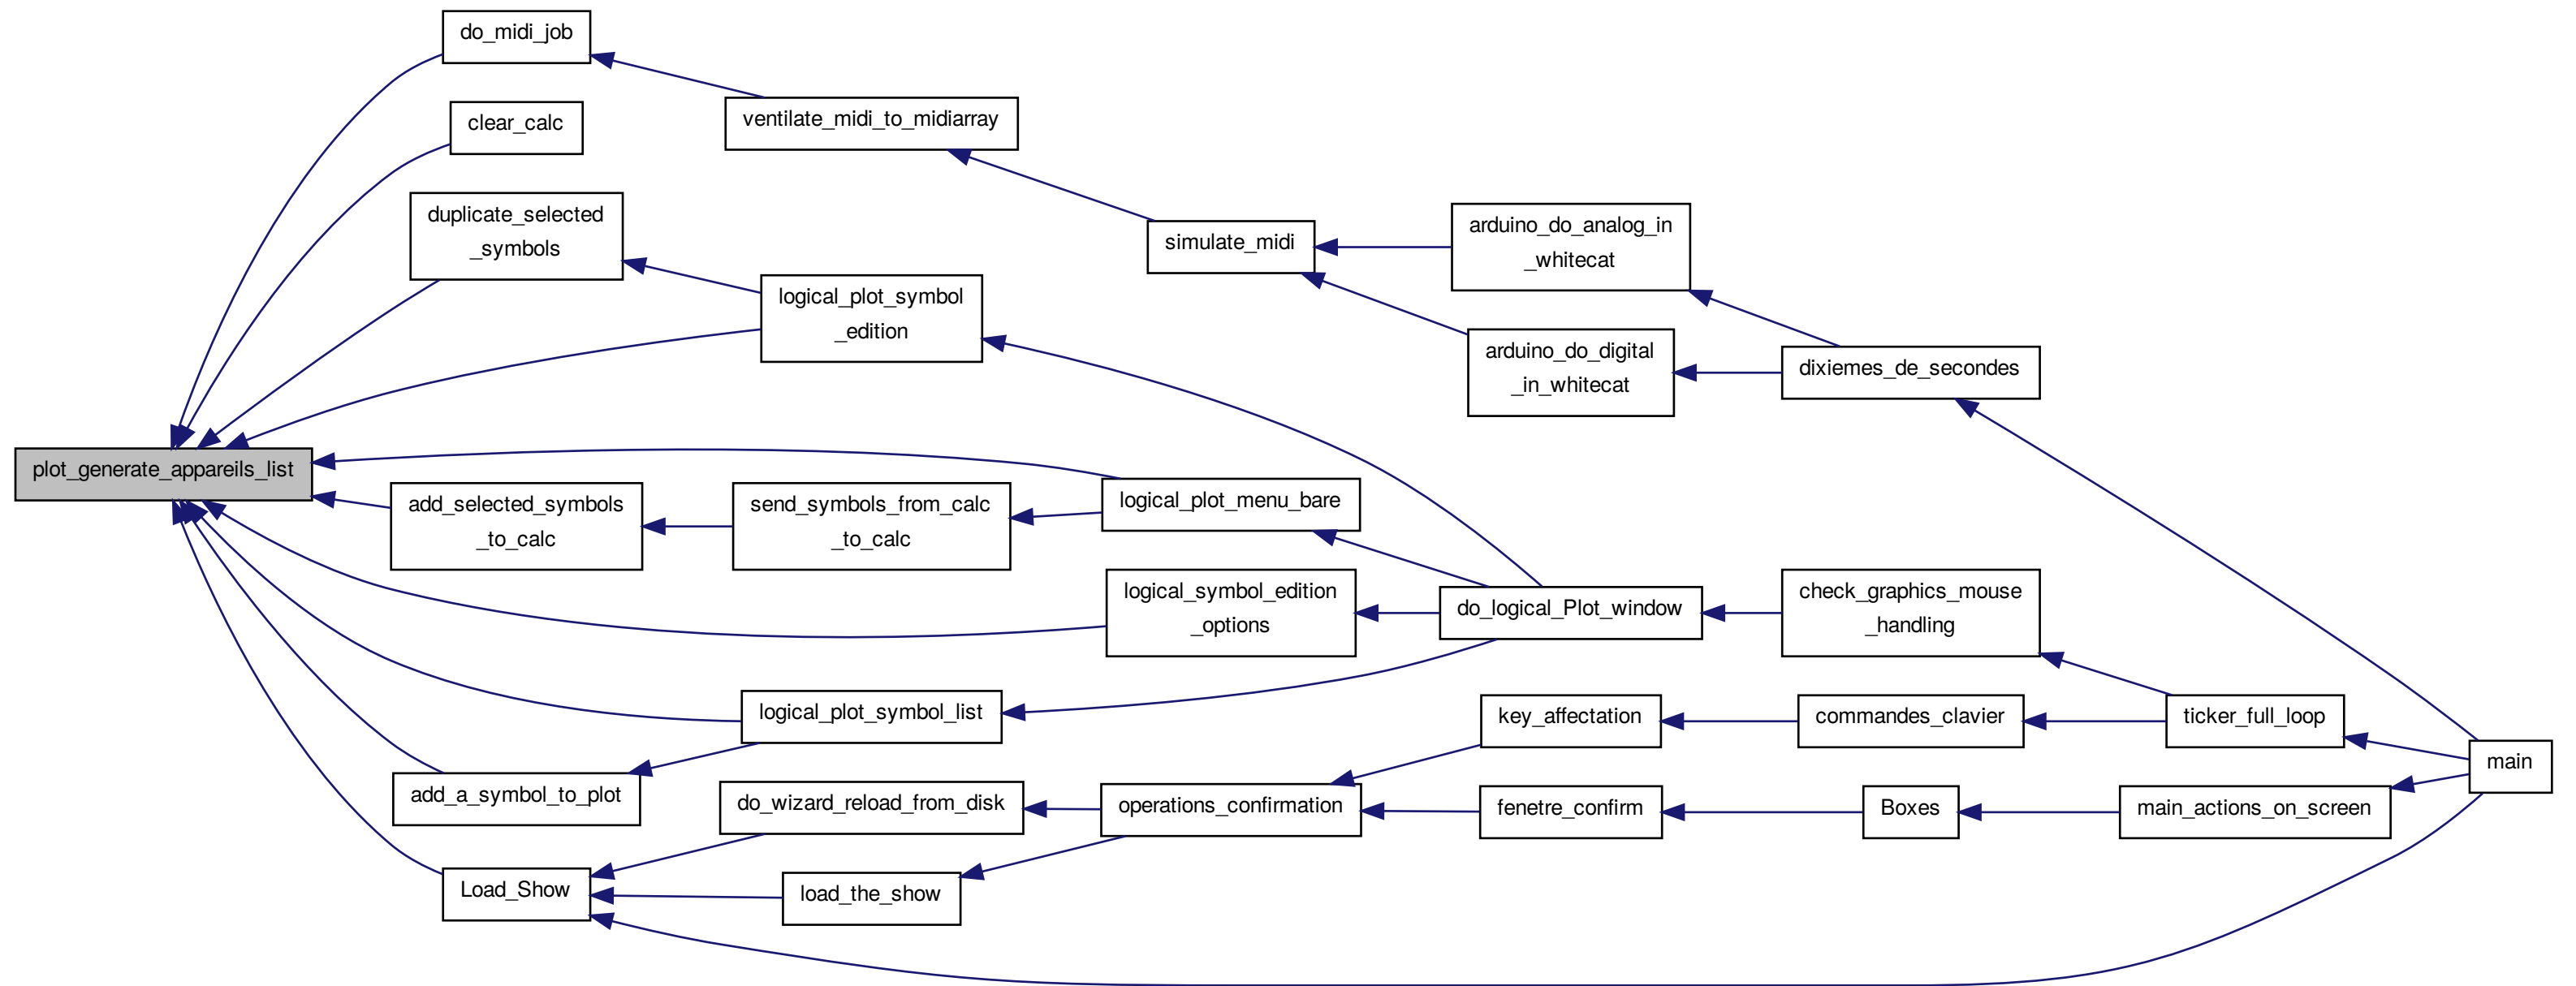 do_midi_job
clear_calc
ventilate_midi_to_midiarray
duplicate_selected
_symbols
simulate_midi
arduino_do_analog_in
_whitecat
logical_plot_symbol
_edition
arduino_do_digital
_in_whitecat
dixiemes_de_secondes
plot_generate_appareils_list
add_selected_symbols
_to_calc
send_symbols_from_calc
_to_calc
logical_plot_menu_bare
logical_symbol_edition
_options
do_logical_Plot_window
check_graphics_mouse
_handling
logical_plot_symbol_list
key_affectation
commandes_clavier
ticker_full_loop
main
add_a_symbol_to_plot
do_wizard_reload_from_disk
operations_confirmation
fenetre_confirm
Boxes
main_actions_on_screen
Load_Show
load_the_show